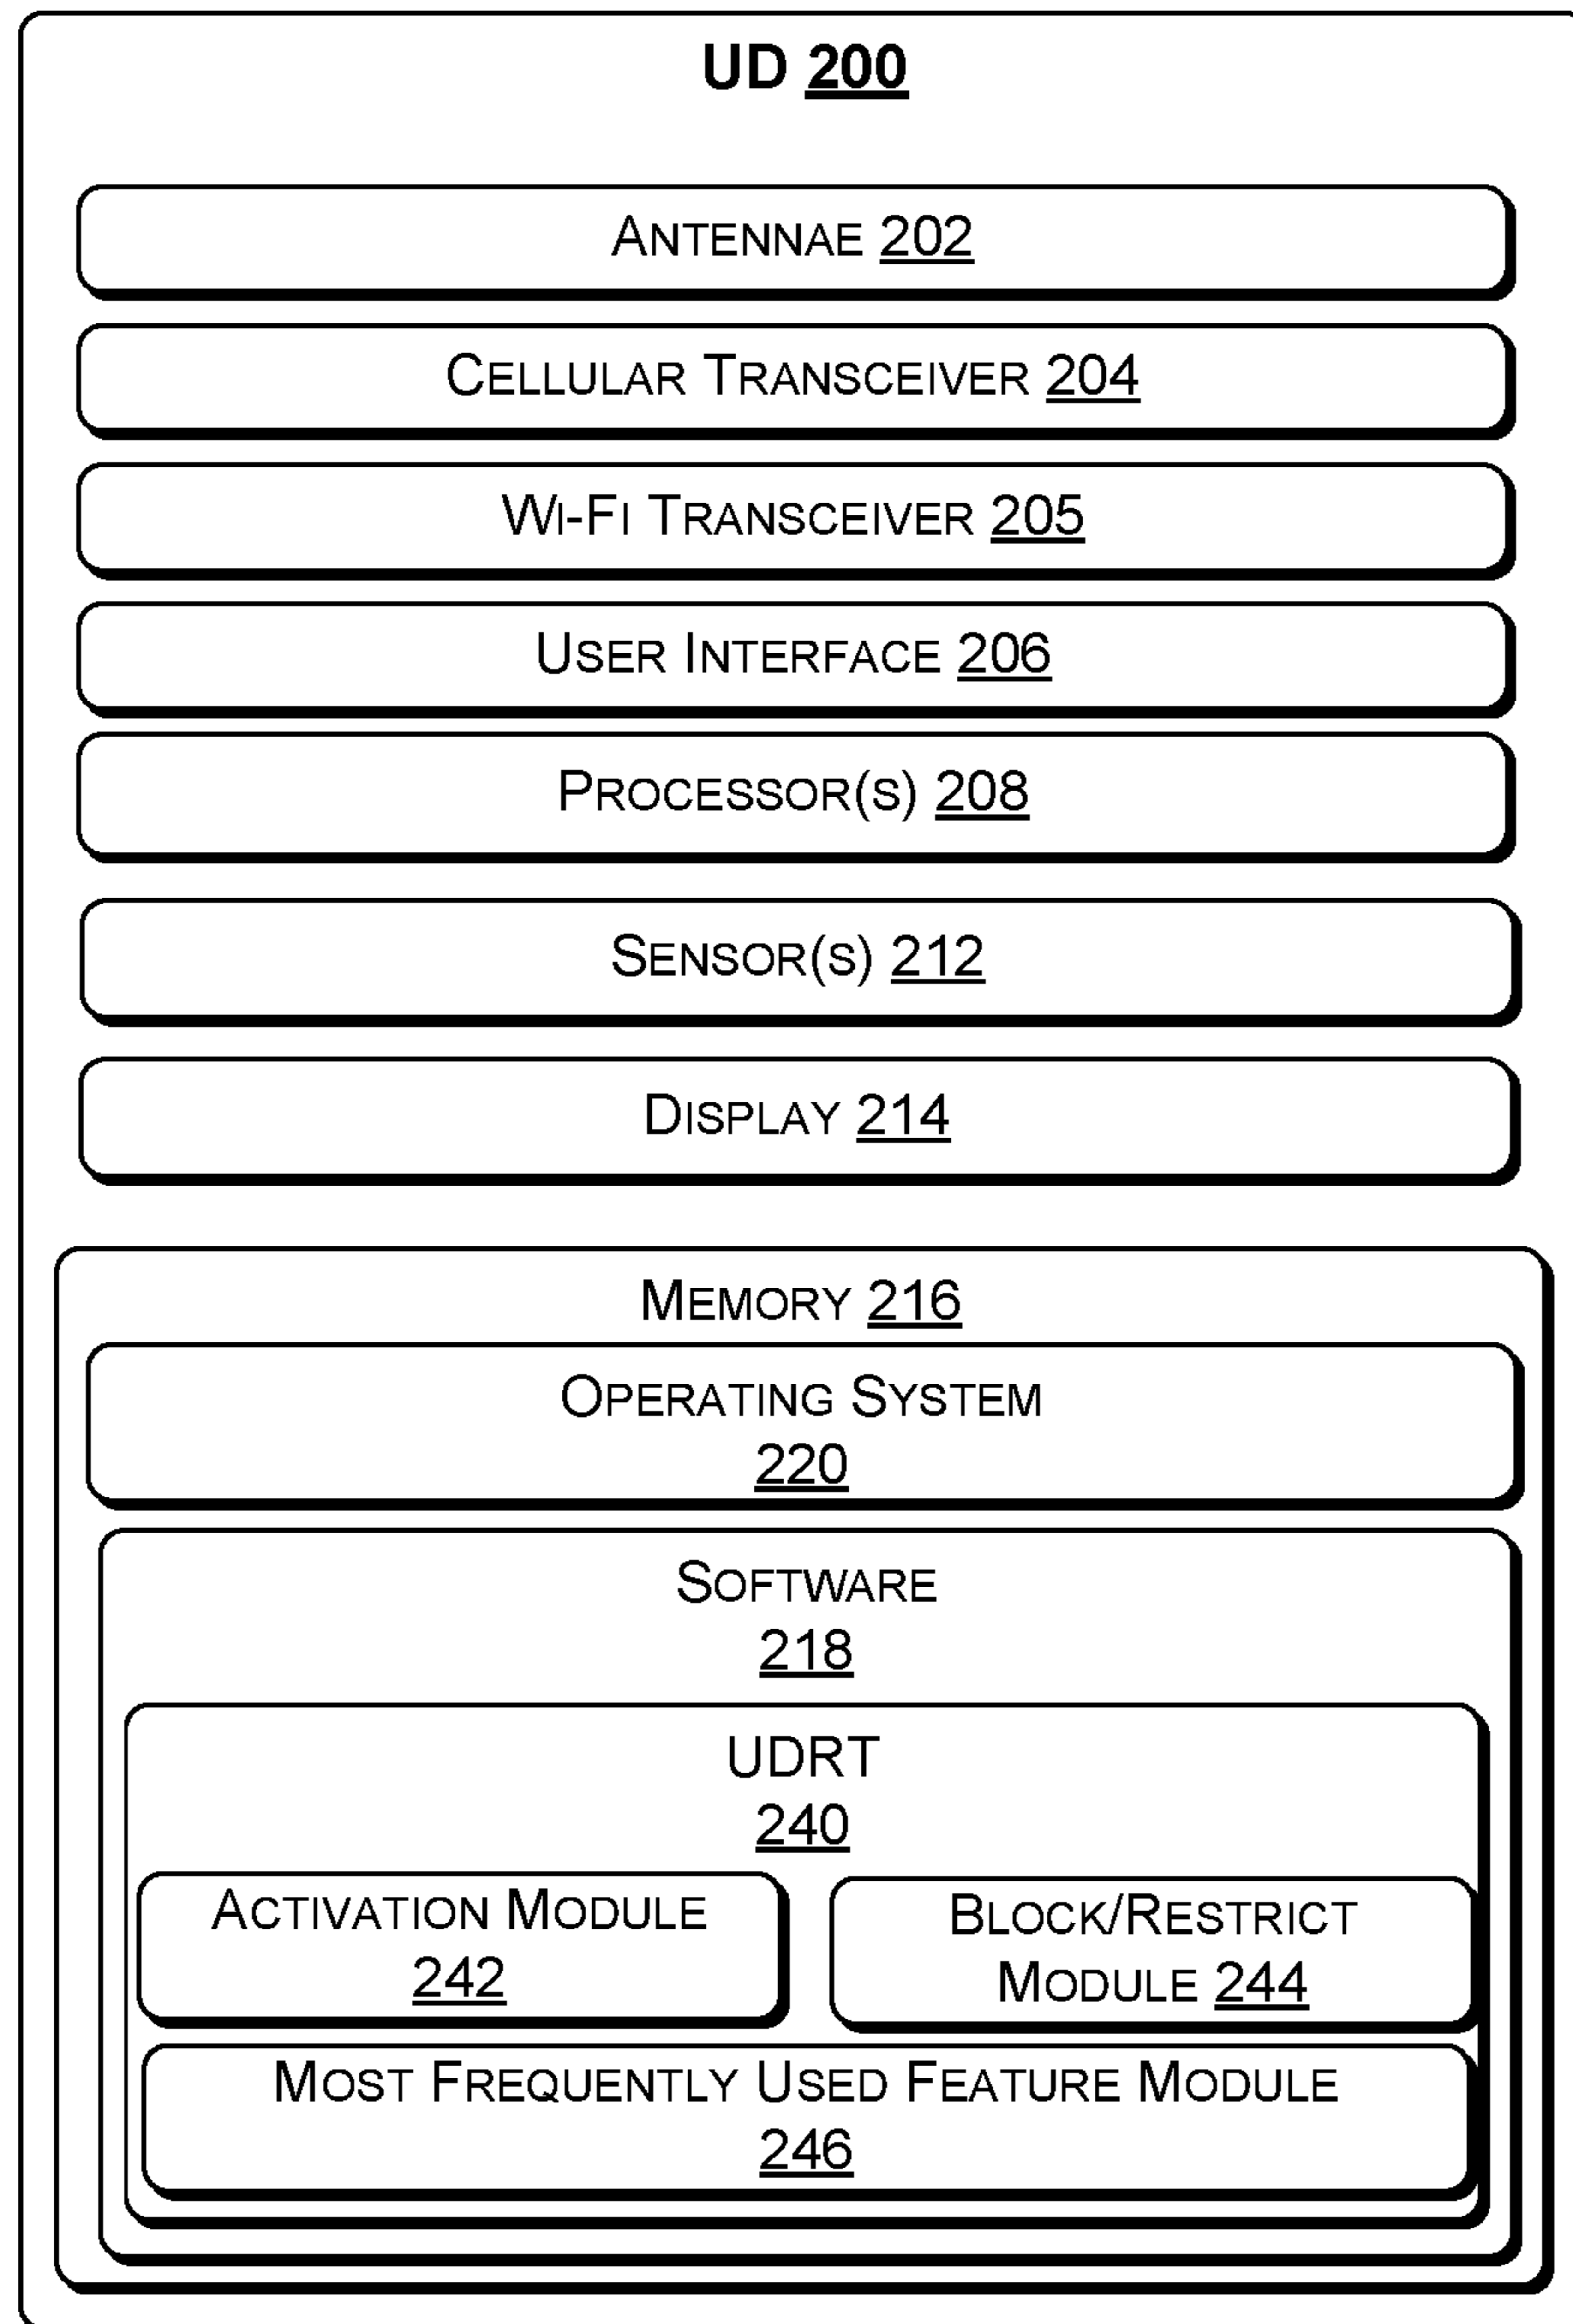 UD 200
ANTENNAE 202
CELLULAR TRANSCEIVER 204
WI-FI TRANSCEIVER 205
USER INTERFACE 206
PROCESSOR(S) 208
SENSOR(S) 212
DISPLAY 214
MEMORY 216
OPERATING SYSTEM
220
SOFTWARE
218
UDRT
240
ACTIVATION MODULE
242
BLOCK/RESTRICT
MODULE 244
MOST FREQUENTLY USED FEATURE MODULE
246